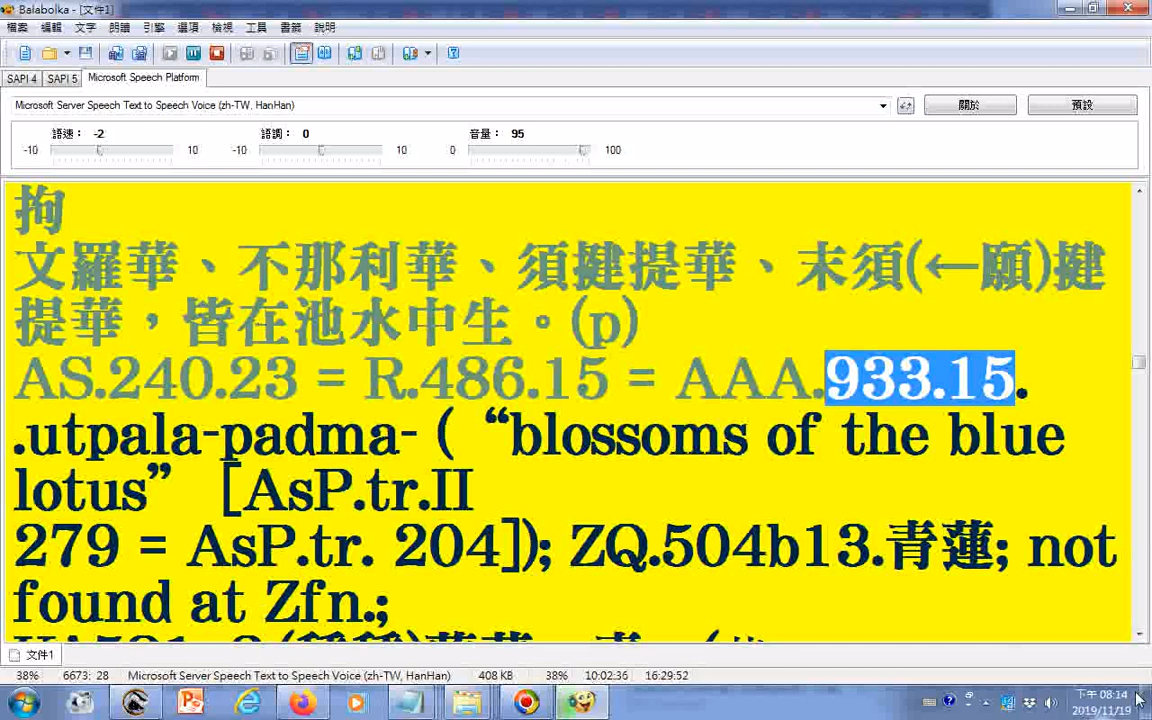 Balabolka - [文件1]
檔案 編輯 文字 朗讀 引擎 選項 檢視 工具 書籤 說明
SAPI 4 SAPI 5 Microsoft Speech Platform
Microsoft Server Speech Text to Speech Voice (zh-TW, HanHan) 關於 預設
語速： -2 語調： 0 音量： 95
-10 10 -10 10 0 100
拘
文羅華、不那利華、須揵提華、末須(←願)揵
提華，皆在池水中生。(p)
AS.240.23 = R.486.15 = AAA.933.15.
.utpala-padma- (“blossoms of the blue
lotus” [AsP.tr.II
279 = AsP.tr. 204]); ZQ.504b13.青蓮; not
found at Zfn.;
文件1
38% 6673: 28 Microsoft Server Speech Text to Speech Voice (zh-TW, HanHan) 408 KB 38% 10:02:36 16:29:52
下午 08:14
2019/11/19